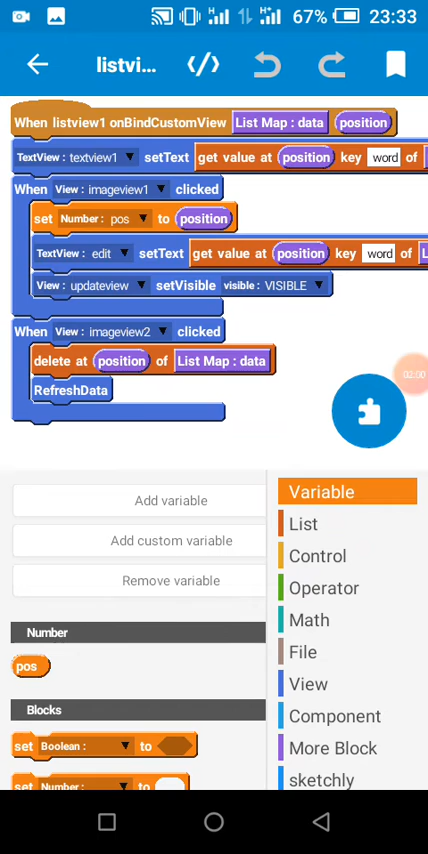 H H+ 67% 23:33
listvi... </>
When listview1 onBindCustomView List Map : data position
TextView : textview1 setText get value at position key word of
When View : imageview1 clicked
set Number : pos to position
TextView : edit setText get value at position key word of L
View : updateview setVisible visible : VISIBLE
When View : imageview2 clicked
delete at position of List Map : data
02:00
RefreshData
Variable
Add variable
List
Add custom variable
Control
Remove variable
Operator
Math
Number
File
pos
View
Blocks
Component
set Boolean : to
More Block
set Number : to
sketchly